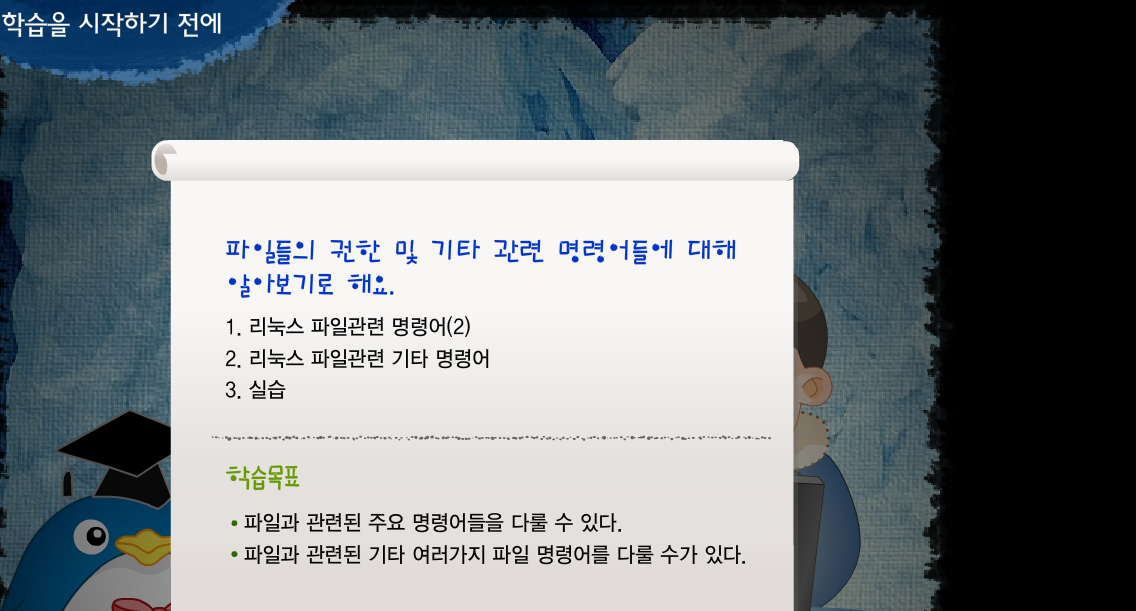 학습을 시작하기 전에
파일들의 권한 및 기타 관련 명령어들에 대해
알아보기로 해요.
1. 리눅스 파일관련 명령어(2)
2. 리눅스 파일관련 기타 명령어
3. 실습
학습목표
• 파일과 관련된 주요 명령어들을 다룰 수 있다.
• 파일과 관련된 기타 여러가지 파일 명령어를 다룰 수가 있다.